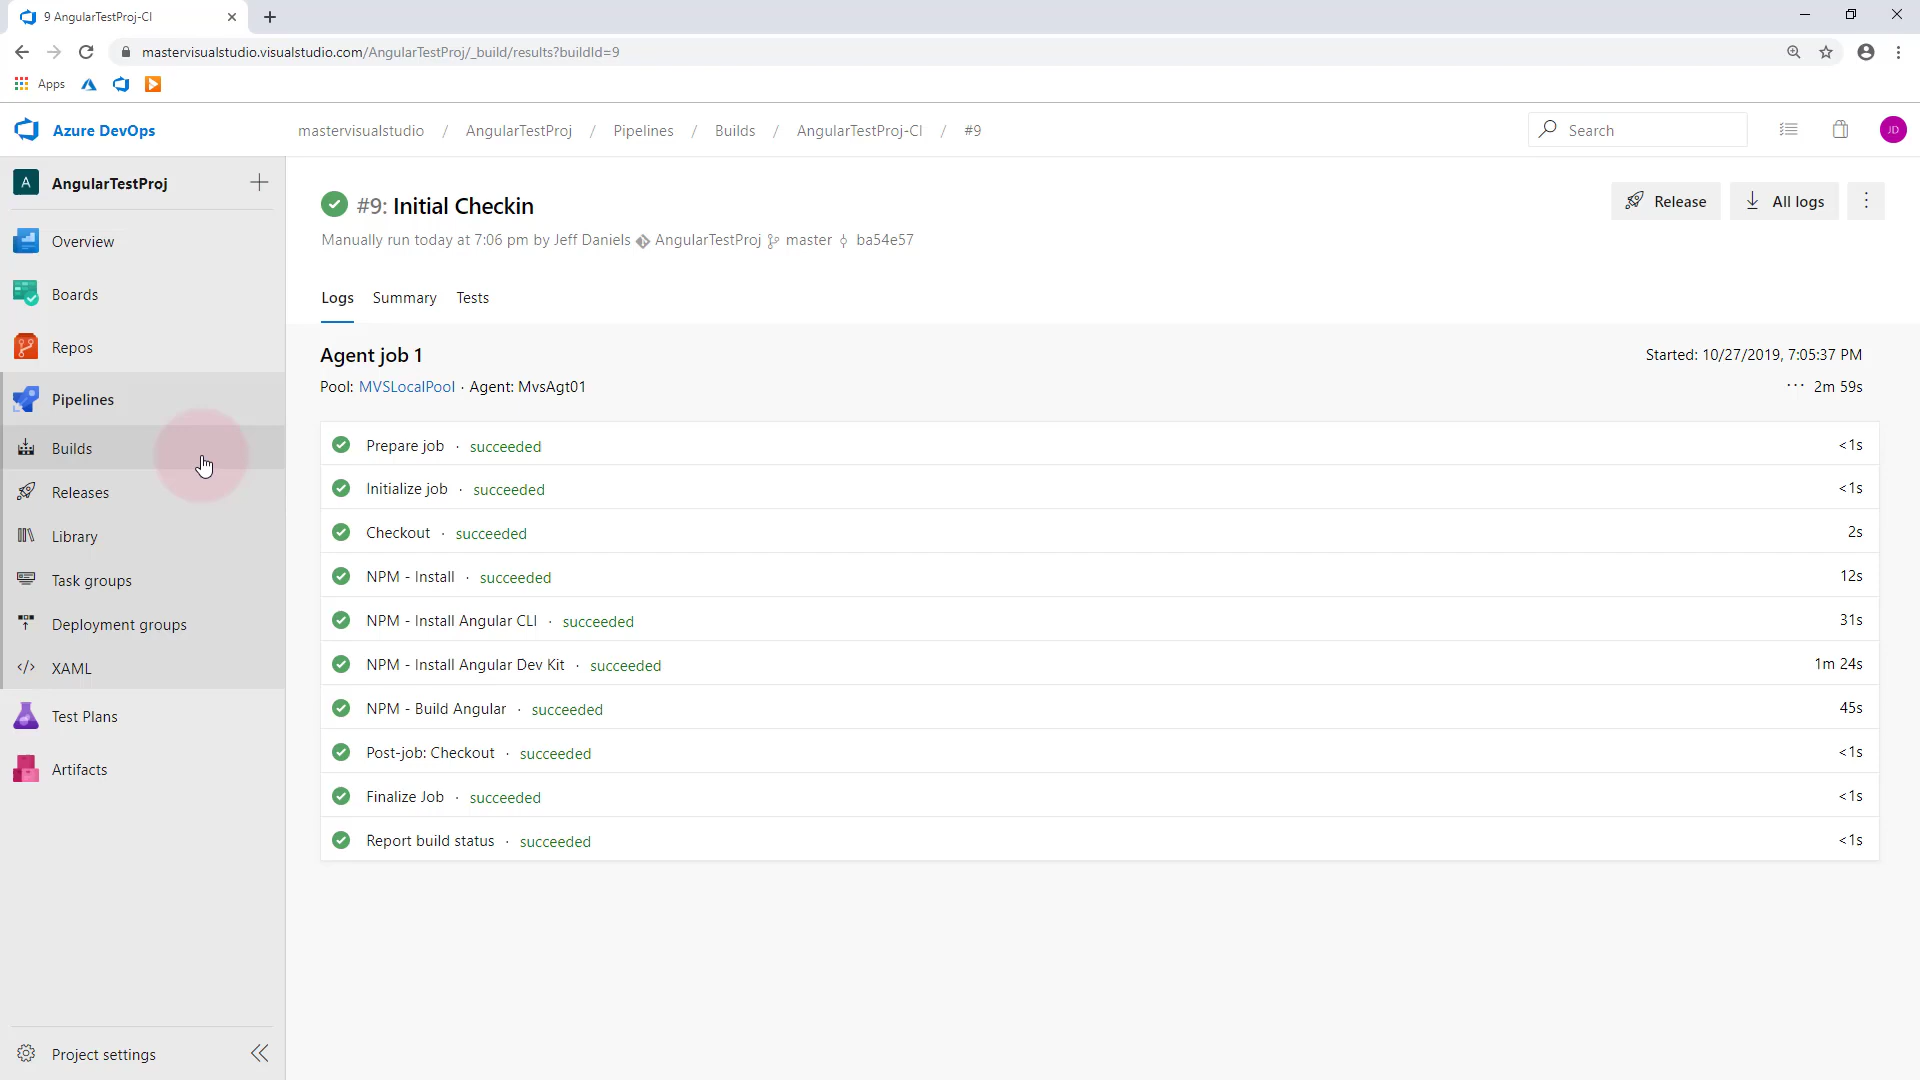 9 AngularTestProj-CI
mastervisualstudio.visualstudio.com/AngularTestProj/_build/results?buildId=9
Apps
Azure DevOps
mastervisualstudio / AngularTestProj / Pipelines / Builds / AngularTestProj-CI / #9
Search
JD
A AngularTestProj
Overview
Boards
Repos
Pipelines
Builds
Releases
Library
Task groups
Deployment groups
XAML
Test Plans
Artifacts
Project settings
#9: Initial Checkin
Release
All logs
Manually run today at 7:06 pm by Jeff Daniels AngularTestProj master ba54e57
Logs Summary Tests
Agent job 1
Started: 10/27/2019, 7:05:37 PM
Pool: MVSLocalPool · Agent: MvsAgt01
··· 2m 59s
Prepare job · succeeded <1s
Initialize job · succeeded <1s
Checkout · succeeded 2s
NPM - Install · succeeded 12s
NPM - Install Angular CLI · succeeded 31s
NPM - Install Angular Dev Kit · succeeded 1m 24s
NPM - Build Angular · succeeded 45s
Post-job: Checkout · succeeded <1s
Finalize Job · succeeded <1s
Report build status · succeeded <1s